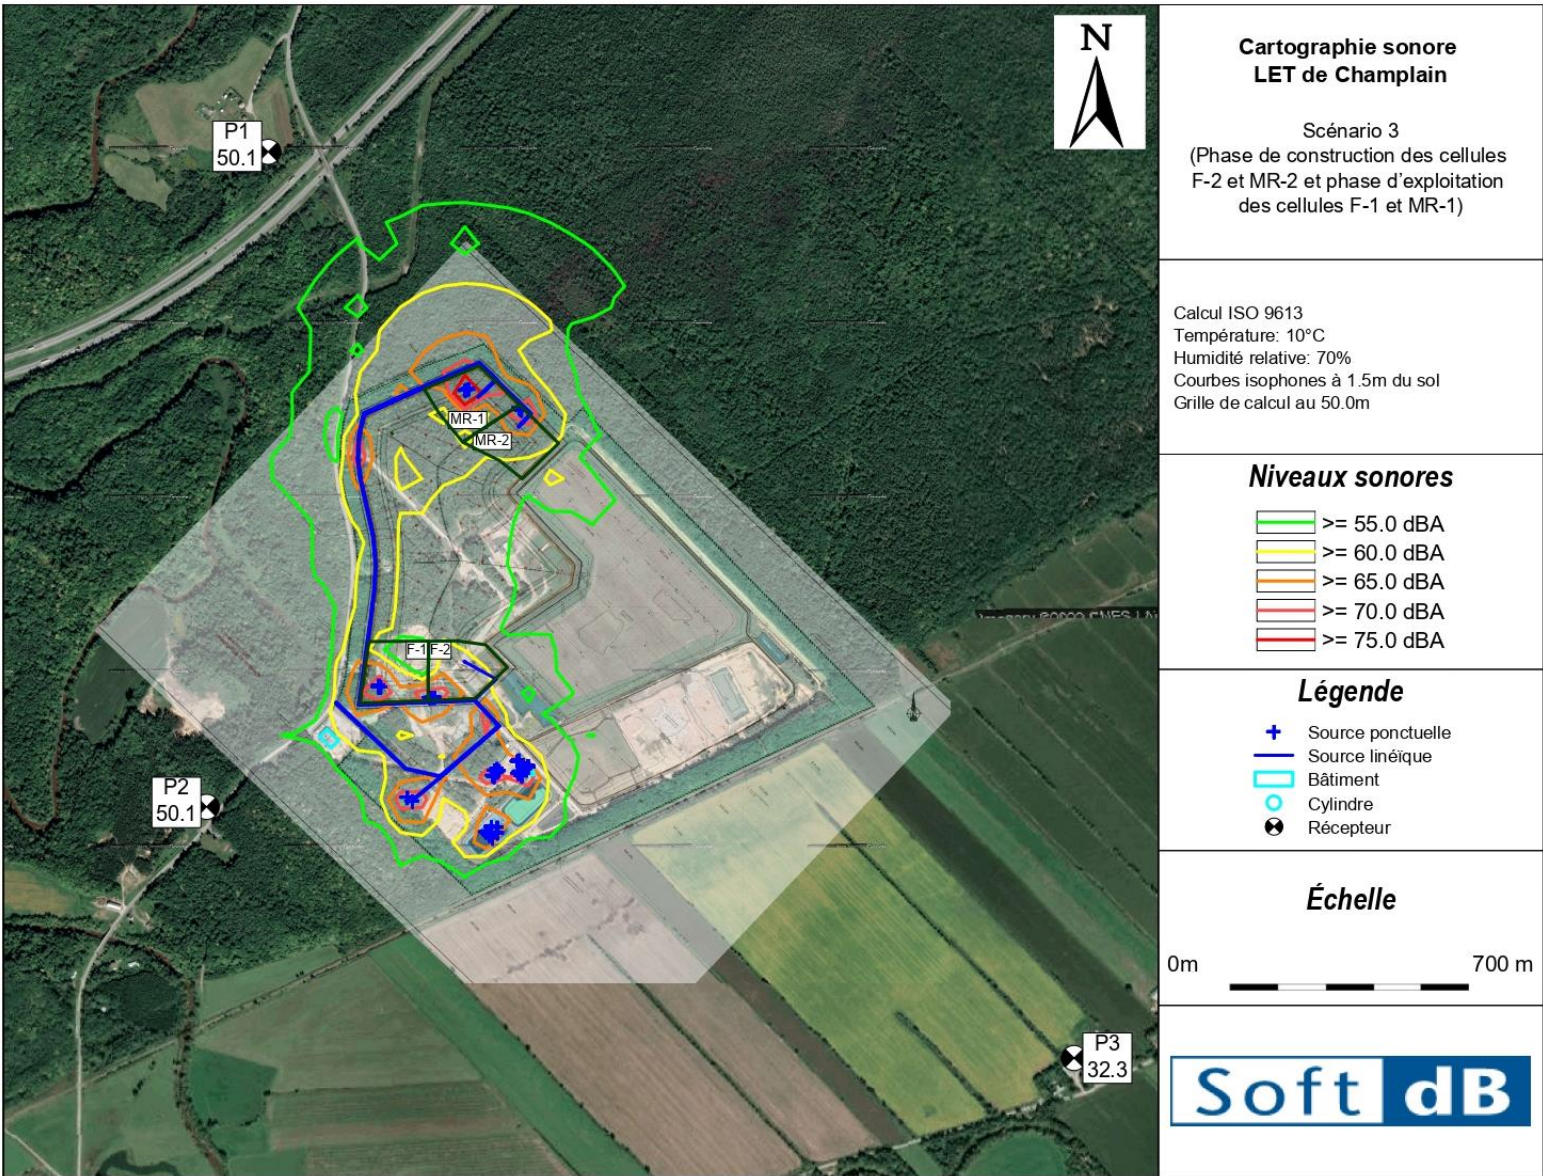 N
P1
50.1
MR-1
MR-2
F-1
F-2
P2
50.1
P3
32.3
Cartographie sonore
LET de Champlain
Scénario 3
(Phase de construction des cellules
F-2 et MR-2 et phase d'exploitation
des cellules F-1 et MR-1)
Calcul ISO 9613
Température: 10°C
Humidité relative: 70%
Courbes isophones à 1.5m du sol
Grille de calcul au 50.0m
Niveaux sonores
>= 55.0 dBA
>= 60.0 dBA
>= 65.0 dBA
>= 70.0 dBA
>= 75.0 dBA
Légende
Source ponctuelle
Source linéïque
Bâtiment
Cylindre
Récepteur
Échelle
0m 700 m
Soft dB